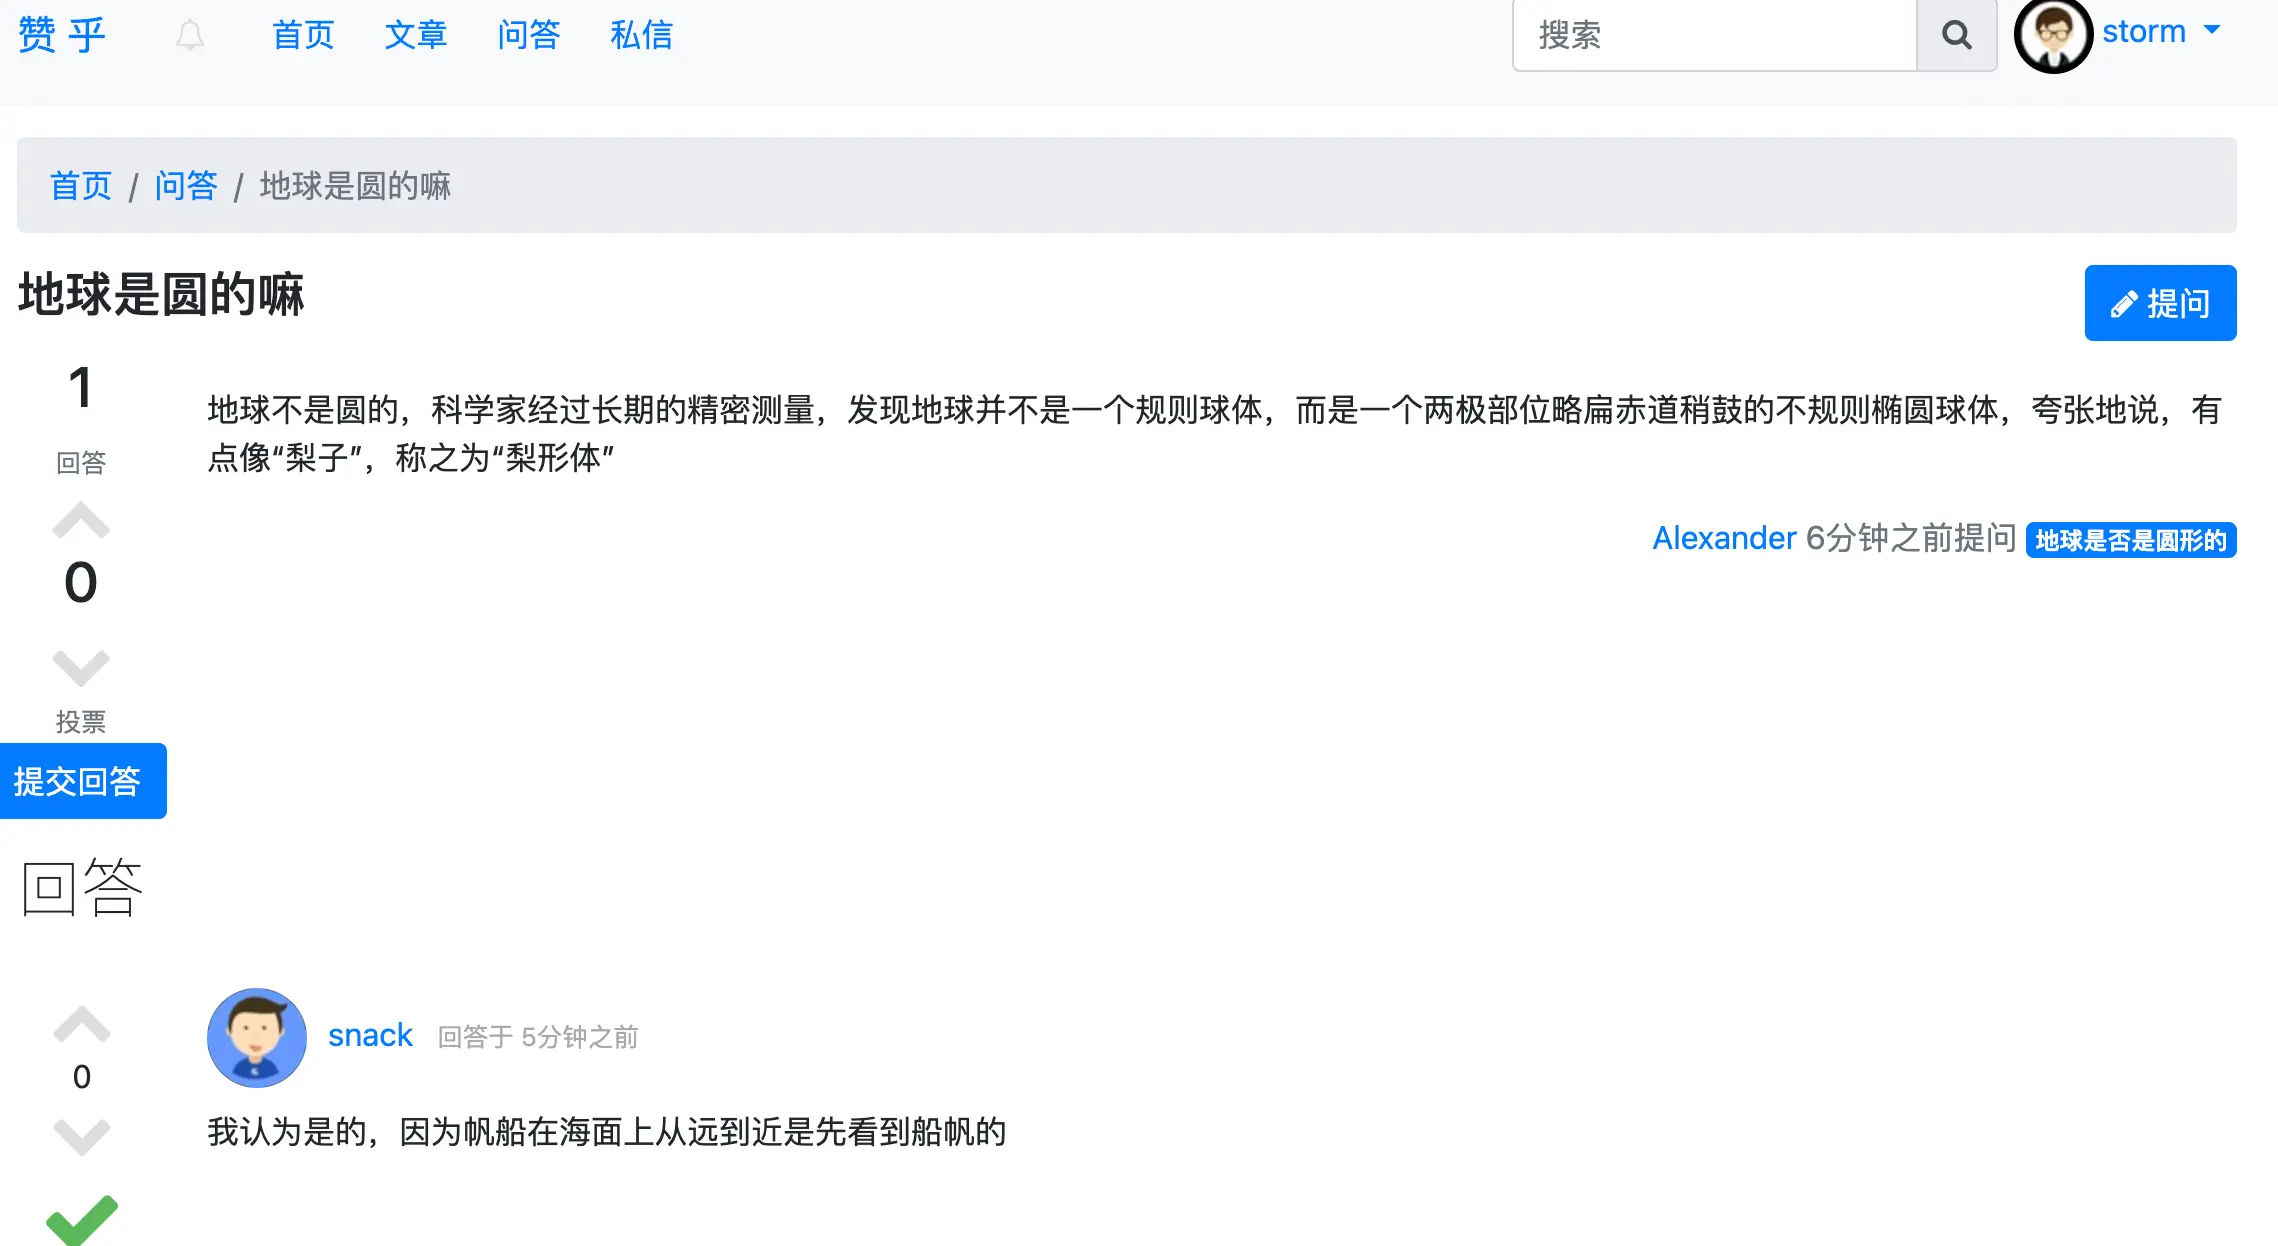 赞 乎 首页 文章 问答 私信 搜索 storm
首页 / 问答 / 地球是圆的嘛
地球是圆的嘛
提问
1
回答
0
投票
地球不是圆的，科学家经过长期的精密测量，发现地球并不是一个规则球体，而是一个两极部位略扁赤道稍鼓的不规则椭圆球体，夸张地说，有
点像“梨子”，称之为“梨形体”
Alexander 6分钟之前提问 地球是否是圆形的
提交回答
回答
snack 回答于 5分钟之前
0
我认为是的，因为帆船在海面上从远到近是先看到船帆的